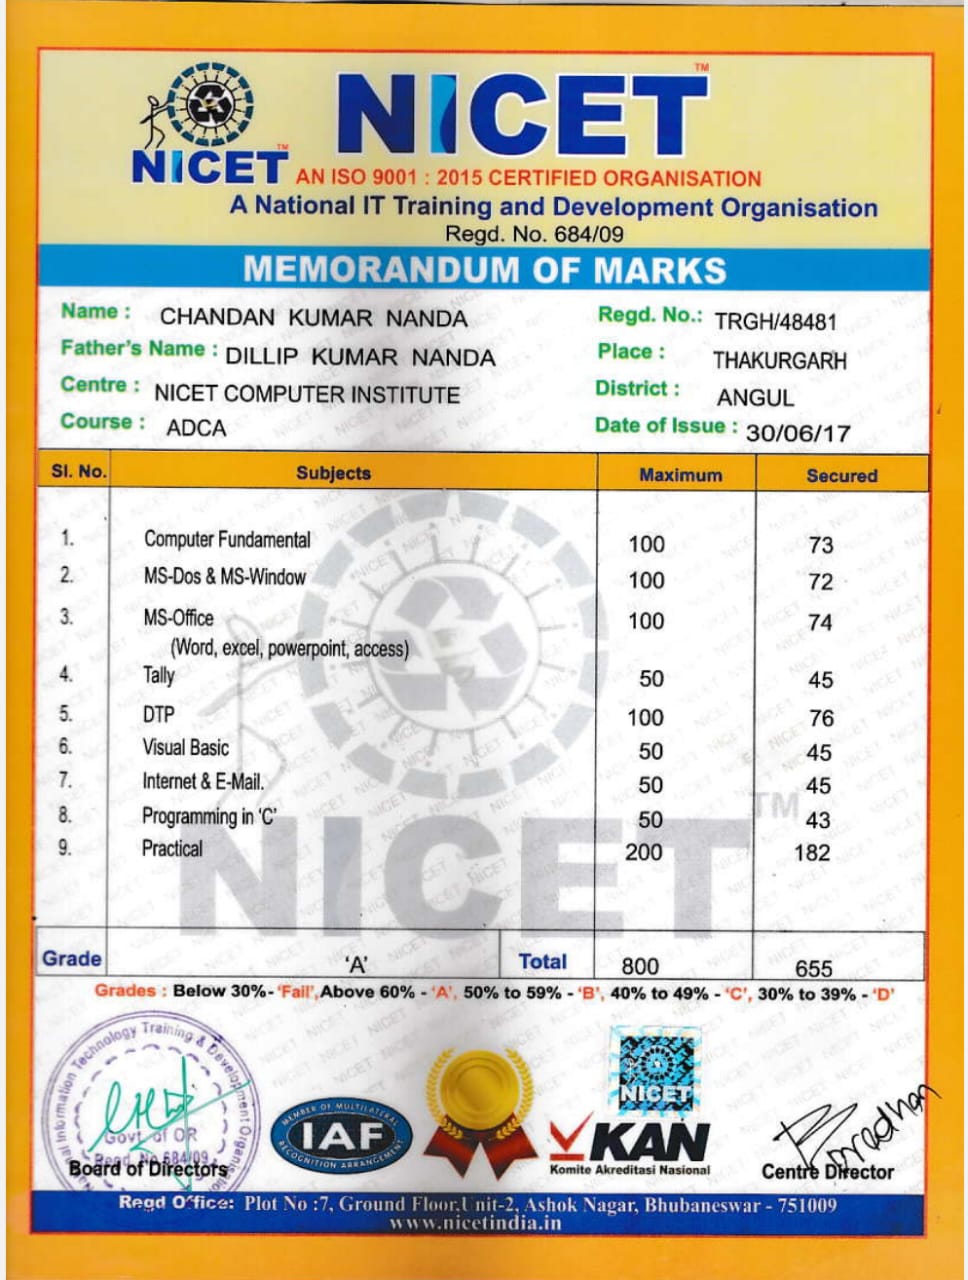 NICET™
NICET™
AN ISO 9001 : 2015 CERTIFIED ORGANISATION
A National IT Training and Development Organisation
Regd. No. 684/09
MEMORANDUM OF MARKS
Name : CHANDAN KUMAR NANDA Regd. No.: TRGH/48481
Father's Name : DILLIP KUMAR NANDA Place : THAKURGARH
Centre : NICET COMPUTER INSTITUTE District : ANGUL
Course : ADCA Date of Issue : 30/06/17
Sl. No. Subjects Maximum Secured
1. Computer Fundamental 100 73
2. MS-Dos & MS-Window 100 72
3. MS-Office 100 74
(Word, excel, powerpoint, access)
4. Tally 50 45
5. DTP 100 76
6. Visual Basic 50 45
7. Internet & E-Mail. 50 45
8. Programming in 'C' 50 43
9. Practical 200 182
NICET™
Grade 'A' Total 800 655
Grades : Below 30%- 'Fail', Above 60% - 'A', 50% to 59% - 'B', 40% to 49% - 'C', 30% to 39% - 'D'
Information Technology Training & Development Organisation
Govt. of OR
Regd. No 684/09
Board of Directors
MEMBER OF MULTILATERAL
IAF
RECOGNITION ARRANGEMENT
KAN
Komite Akreditasi Nasional
NICET
Pradhan
Centre Director
Regd Office: Plot No :7, Ground Floor,Unit-2, Ashok Nagar, Bhubaneswar - 751009
www.nicetindia.in